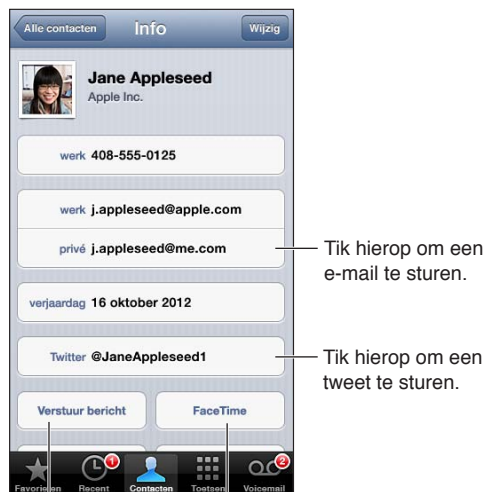 Alle contacten
Info
Wijzig
Jane Appleseed
Apple Inc.
werk 408-555-0125
werk j.appleseed@apple.com
privé j.appleseed@me.com
Tik hierop om een
e-mail te sturen.
verjaardag 16 oktober 2012
Twitter @JaneAppleseed1
Tik hierop om een
tweet te sturen.
Verstuur bericht
FaceTime
1
2
Favorieten
Recent
Contacten
Toetsen
Voicemail